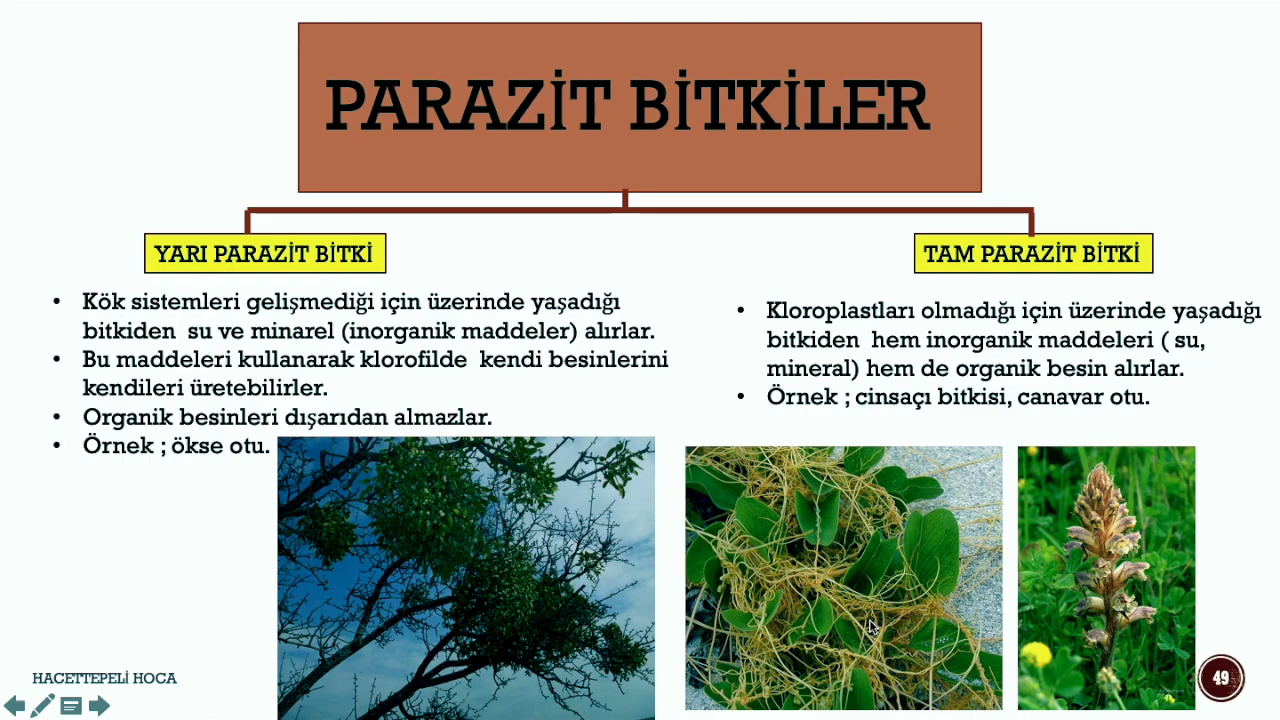 PARAZİT BİTKİLER
YARI PARAZİT BİTKİ
• Kök sistemleri gelişmediği için üzerinde yaşadığı
bitkiden su ve minarel (inorganik maddeler) alırlar.
• Bu maddeleri kullanarak klorofilde kendi besinlerini
kendileri üretebilirler.
• Organik besinleri dışarıdan almazlar.
• Örnek ; ökse otu.
TAM PARAZİT BİTKİ
• Kloroplastları olmadığı için üzerinde yaşadığı
bitkiden hem inorganik maddeleri ( su,
mineral) hem de organik besin alırlar.
• Örnek ; cinsaçı bitkisi, canavar otu.
HACETTEPELİ HOCA
49